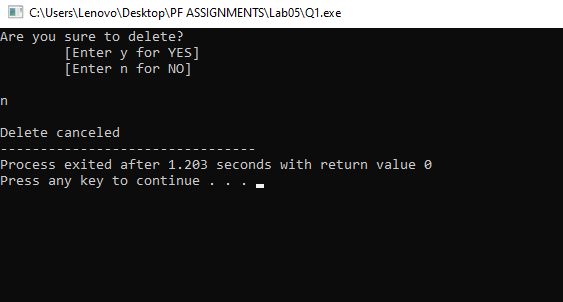 C:\Users\Lenovo\Desktop\PF ASSIGNMENTS\Lab05\Q1.exe
Are you sure to delete?
[Enter y for YES]
[Enter n for NO]
n
Delete canceled
--------------------------------
Process exited after 1.203 seconds with return value 0
Press any key to continue . . .